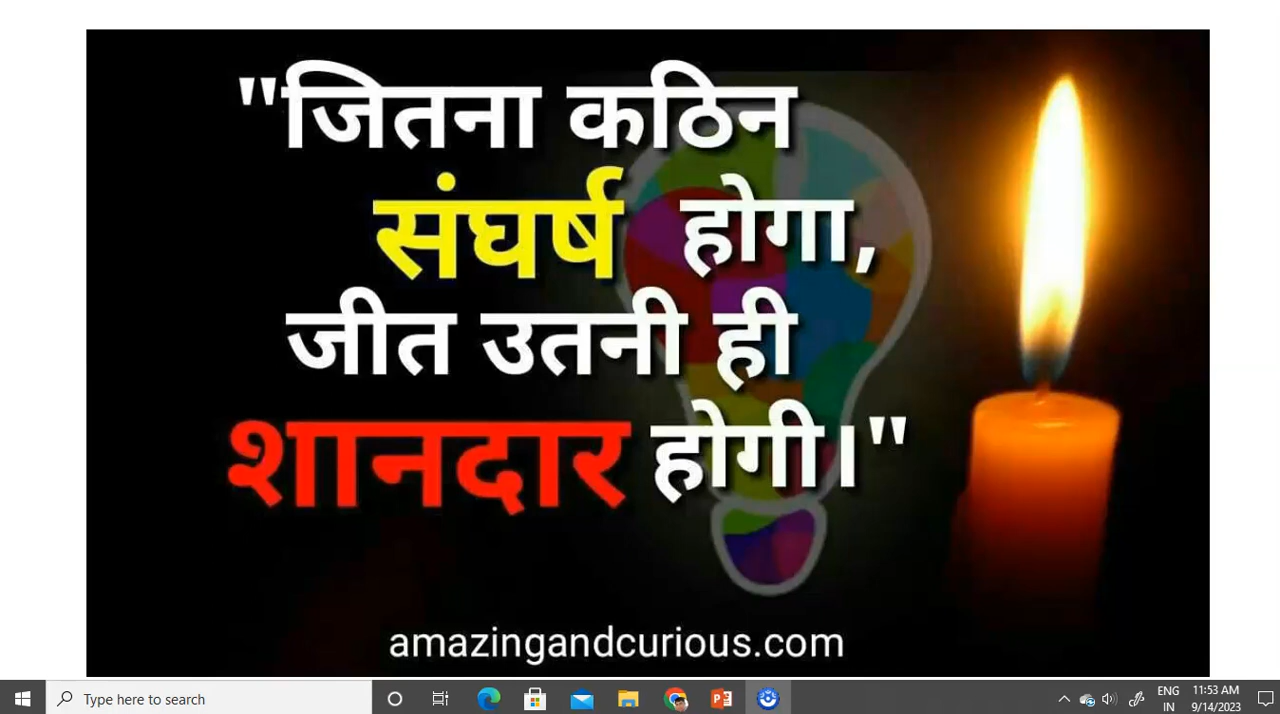 "जितना कठिन
संघर्ष होगा,
जीत उतनी ही
शानदार होगी।"
amazingandcurious.com
Type here to search
ENG
IN
11:53 AM
9/14/2023